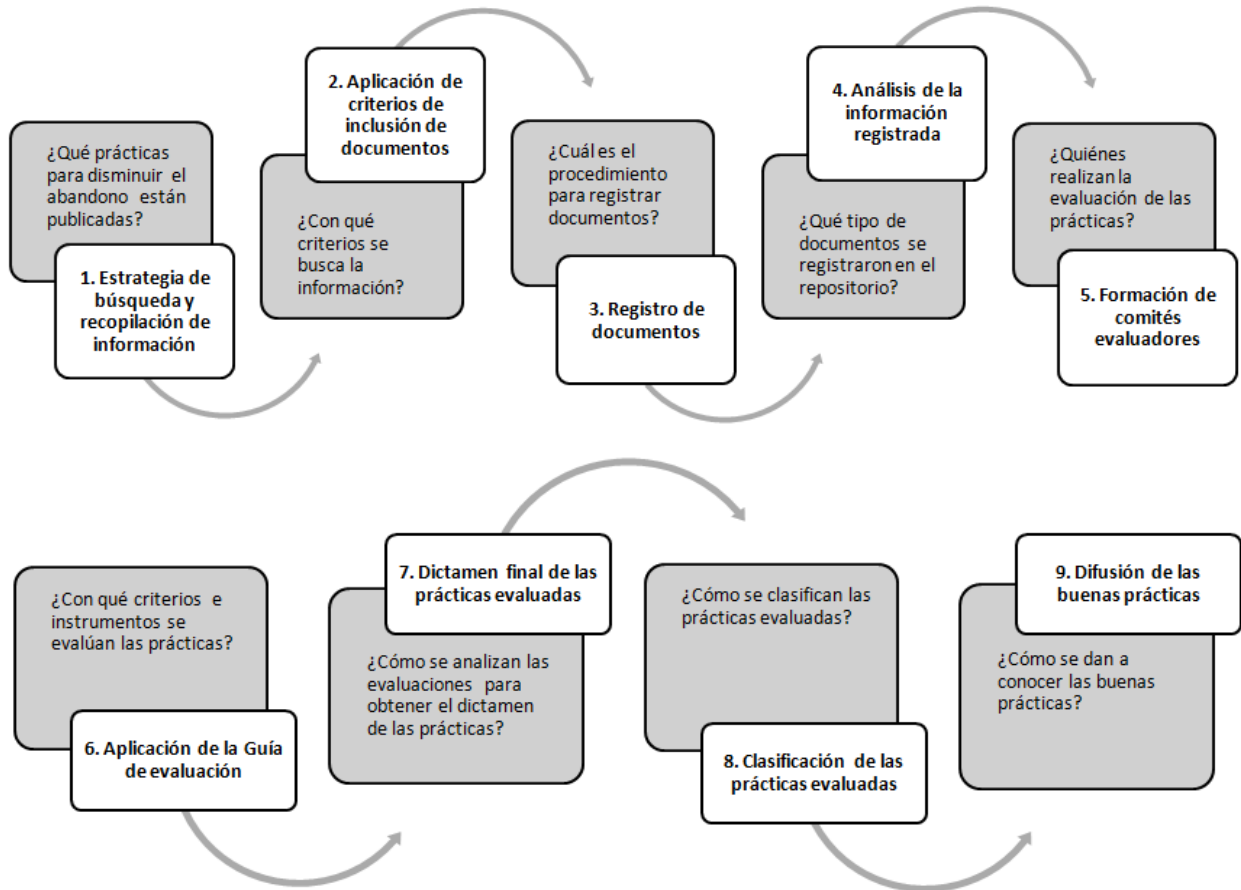 ¿Qué prácticas
para disminuir el
abandono están
publicadas?
1. Estrategia de
búsqueda y
recopilación de
información
2. Aplicación de
criterios de
inclusión de
documentos
¿Con qué
criterios se
busca la
información?
¿Cuál es el
procedimiento
para registrar
documentos?
3. Registro de
documentos
4. Análisis de la
información
registrada
¿Qué tipo de
documentos se
registraron en el
repositorio?
¿Quiénes
realizan la
evaluación de las
prácticas?
5. Formación de
comités
evaluadores
¿Con qué criterios e
instrumentos se
evalúan las prácticas?
6. Aplicación de la Guía
de evaluación
7. Dictamen final de las
prácticas evaluadas
¿Cómo se analizan las
evaluaciones para
obtener el dictamen
de las prácticas?
¿Cómo se clasifican las
prácticas evaluadas?
8. Clasificación de las
prácticas evaluadas
9. Difusión de las
buenas prácticas
¿Cómo se dan a
conocer las buenas
prácticas?